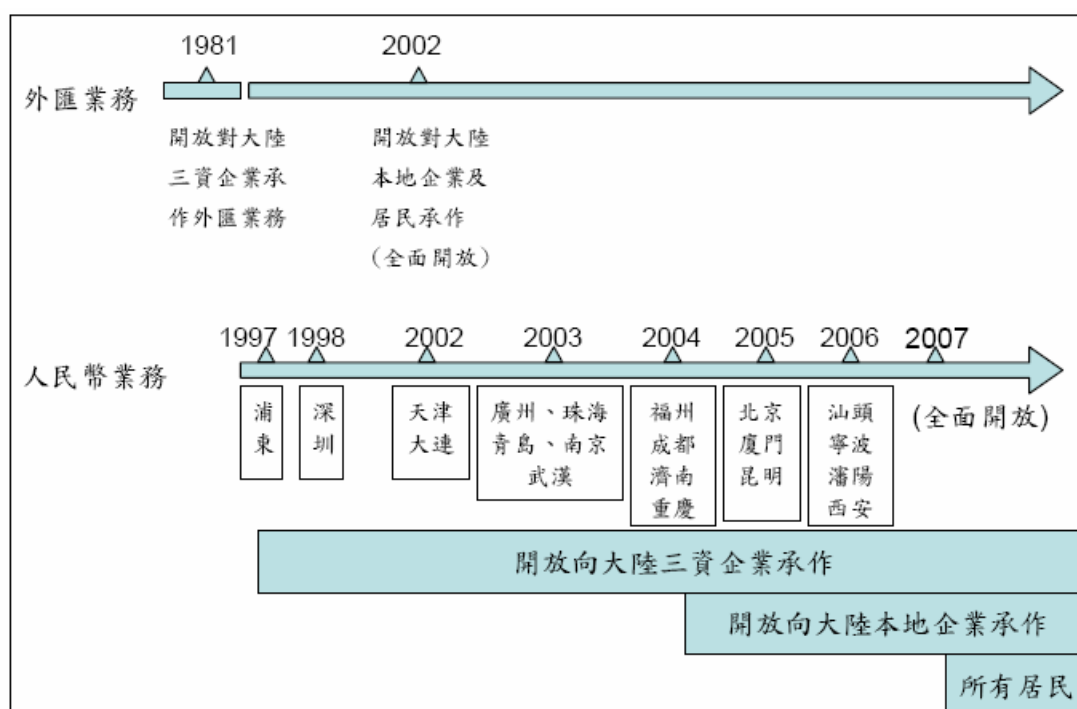 1981
2002
外匯業務
開放對大陸
三資企業承
作外匯業務
開放對大陸
本地企業及
居民承作
(全面開放)
1997
1998
2002
2003
2004
2005
2006
2007
人民幣業務
浦
東
深
圳
天津
大連
廣州、珠海
青島、南京
武漢
福州
成都
濟南
重慶
北京
廈門
昆明
汕頭
寧波
瀋陽
西安
(全面開放)
開放向大陸三資企業承作
開放向大陸本地企業承作
所有居民